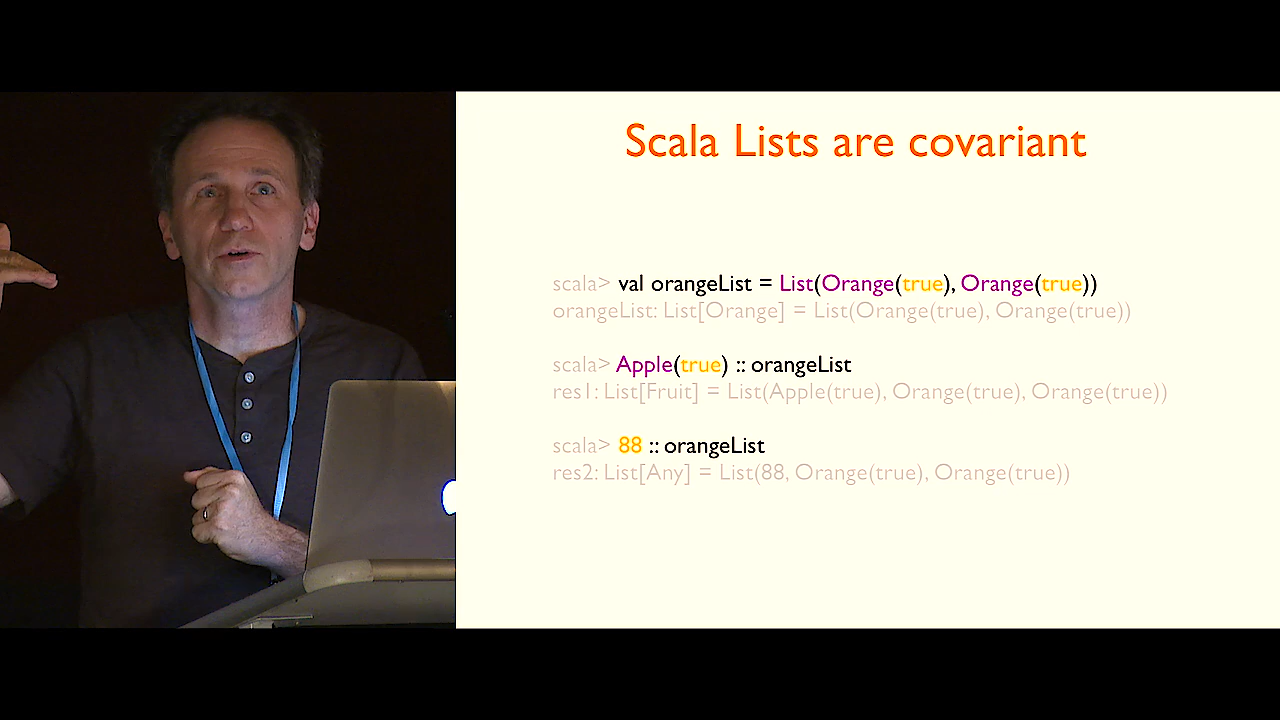 Scala Lists are covariant
scala> val orangeList = List(Orange(true), Orange(true))
orangeList: List[Orange] = List(Orange(true), Orange(true))
scala> Apple(true) :: orangeList
res1: List[Fruit] = List(Apple(true), Orange(true), Orange(true))
scala> 88 :: orangeList
res2: List[Any] = List(88, Orange(true), Orange(true))